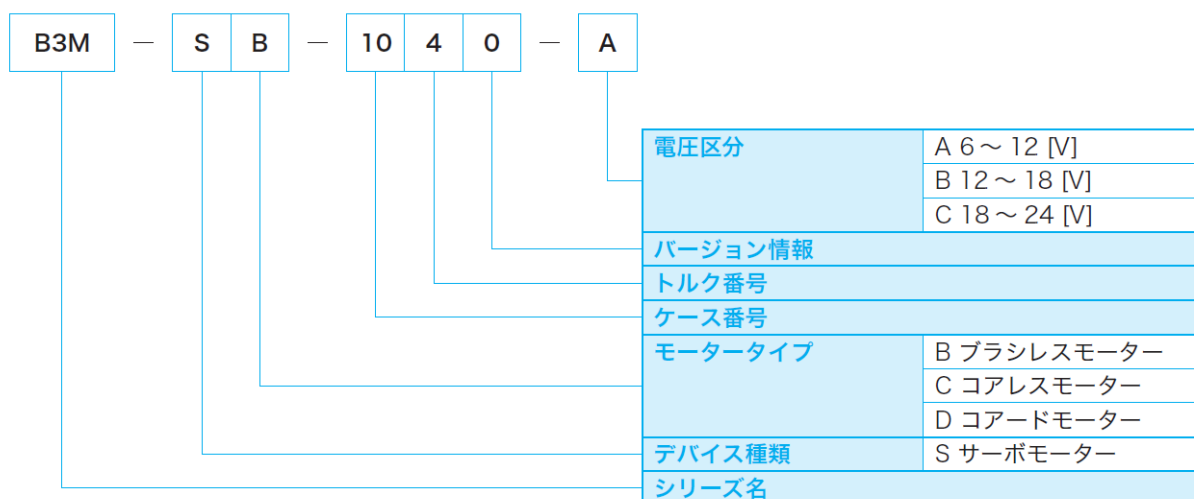 B3M — S B — 10 4 0 — A
電圧区分 A 6～12 [V]
B 12～18 [V]
C 18～24 [V]
バージョン情報
トルク番号
ケース番号
モータータイプ B ブラシレスモーター
C コアレスモーター
D コアードモーター
デバイス種類 S サーボモーター
シリーズ名